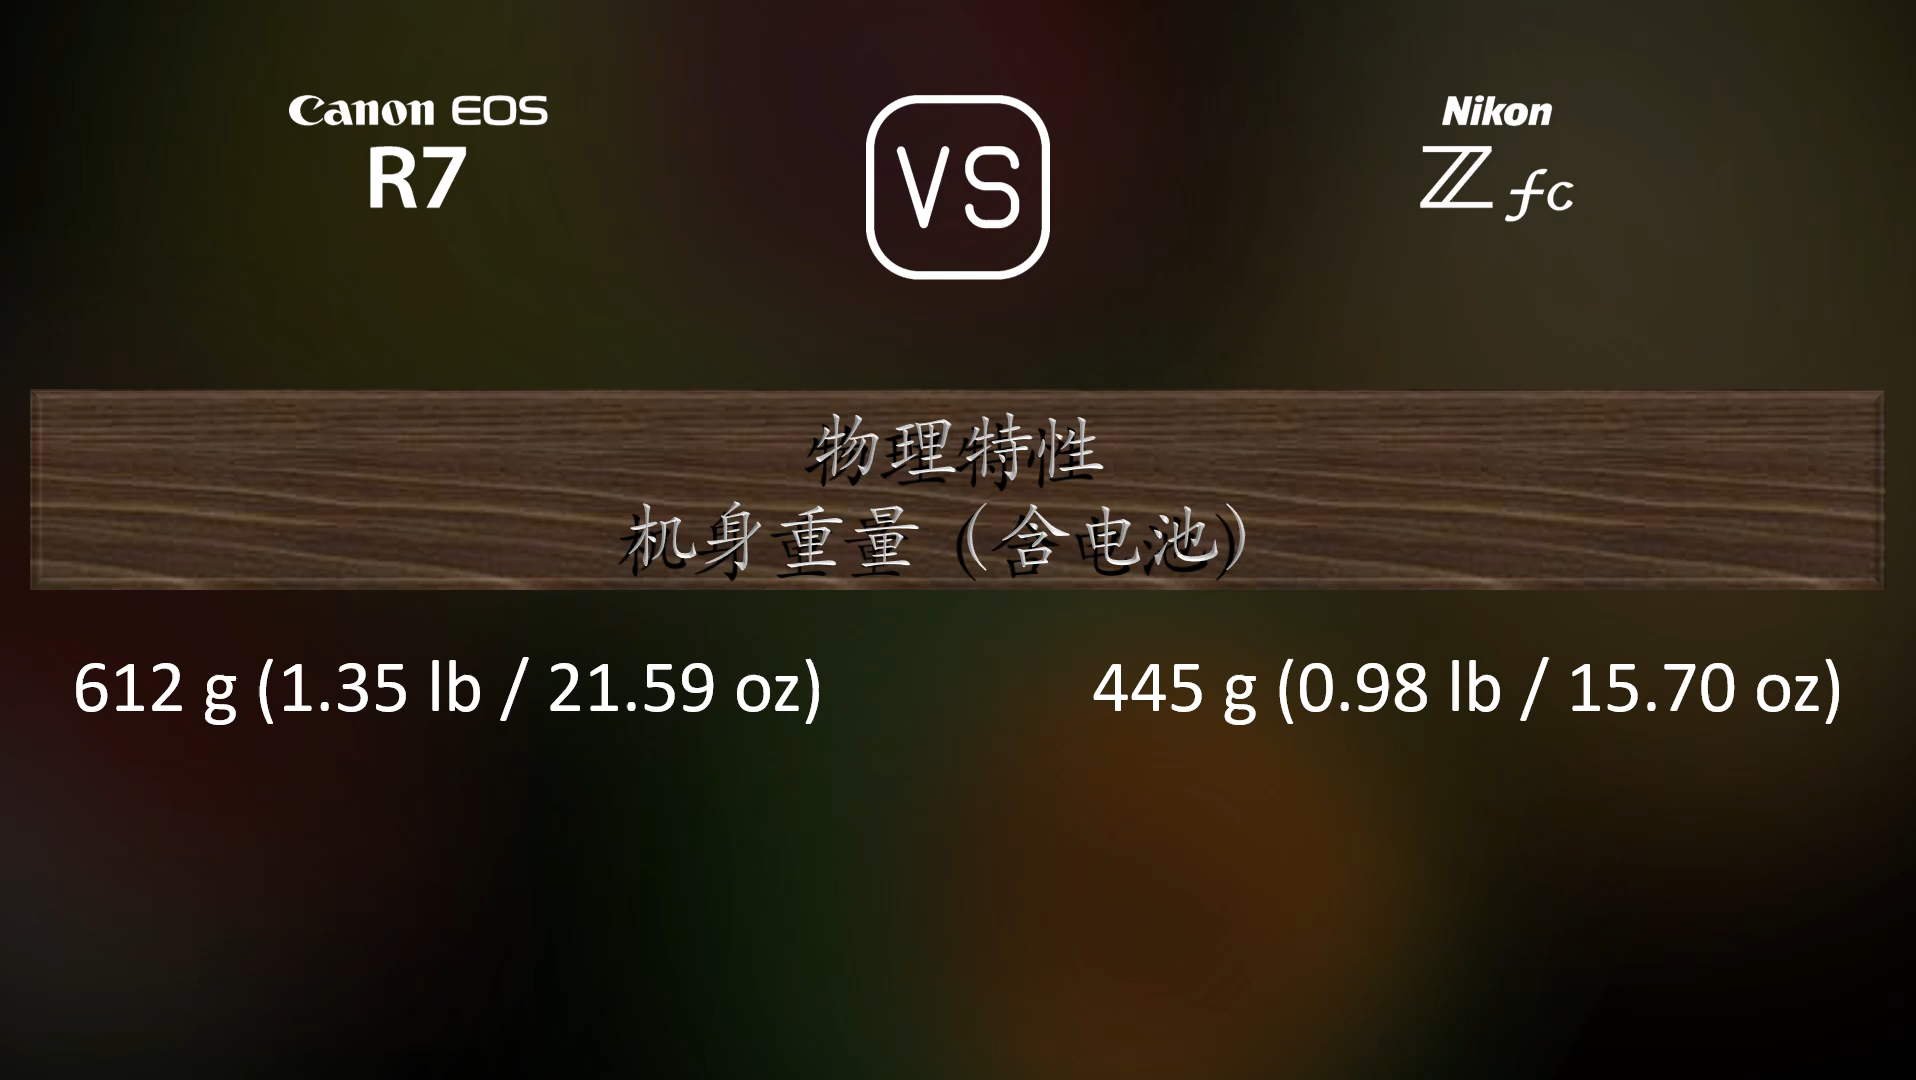 Canon EOS
R7
VS
Nikon
Z fc
物理特性
机身重量（含电池）
612 g (1.35 lb / 21.59 oz)
445 g (0.98 lb / 15.70 oz)